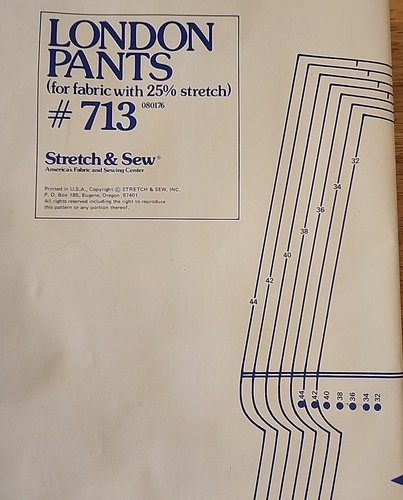 LONDON
PANTS
(for fabric with 25% stretch)
# 713 080176
Stretch & Sew®
America's Fabric and Sewing Center
Printed in U.S.A., Copyright © STRETCH & SEW, INC.
P. O. Box 185, Eugene, Oregon 97401
All rights reserved including the right to reproduce
this pattern or any portion thereof.
32
34
36
38
40
42
44
44 42 40 38 36 34 32